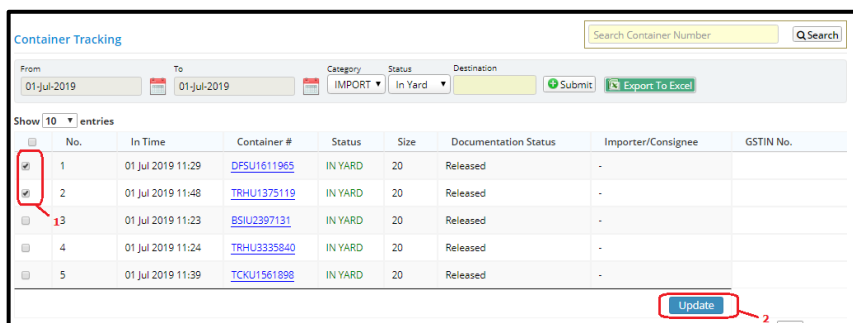 Container Tracking
Search Container Number
Search
From To Category Status Destination
01-Jul-2019 01-Jul-2019 IMPORT In Yard Submit Export To Excel
Show 10 entries
No. In Time Container # Status Size Documentation Status Importer/Consignee GSTIN No.
1 01 Jul 2019 11:29 DFSU1611965 IN YARD 20 Released -
2 01 Jul 2019 11:48 TRHU1375119 IN YARD 20 Released -
1
3 01 Jul 2019 11:23 BSIU2397131 IN YARD 20 Released -
4 01 Jul 2019 11:24 TRHU3335840 IN YARD 20 Released -
5 01 Jul 2019 11:39 TCKU1561898 IN YARD 20 Released -
Update
2